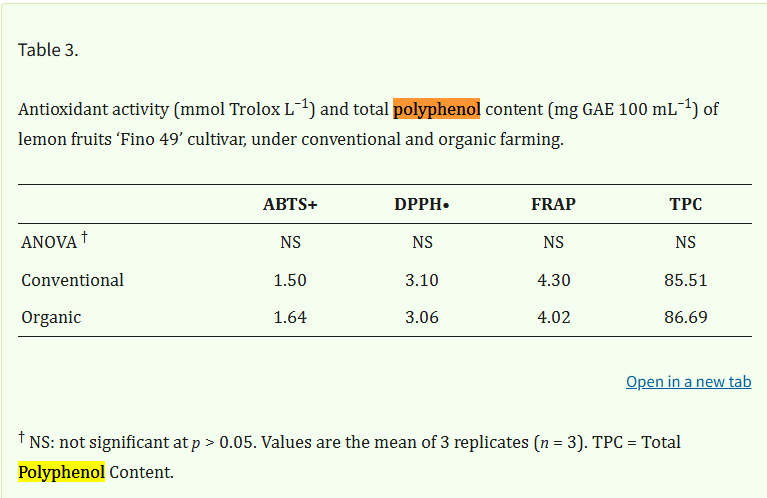 Table 3.
Antioxidant activity (mmol Trolox L⁻¹) and total polyphenol content (mg GAE 100 mL⁻¹) of
lemon fruits ‘Fino 49’ cultivar, under conventional and organic farming.
ABTS+ DPPH• FRAP TPC
ANOVA † NS NS NS NS
Conventional 1.50 3.10 4.30 85.51
Organic 1.64 3.06 4.02 86.69
Open in a new tab
† NS: not significant at p > 0.05. Values are the mean of 3 replicates (n = 3). TPC = Total
Polyphenol Content.